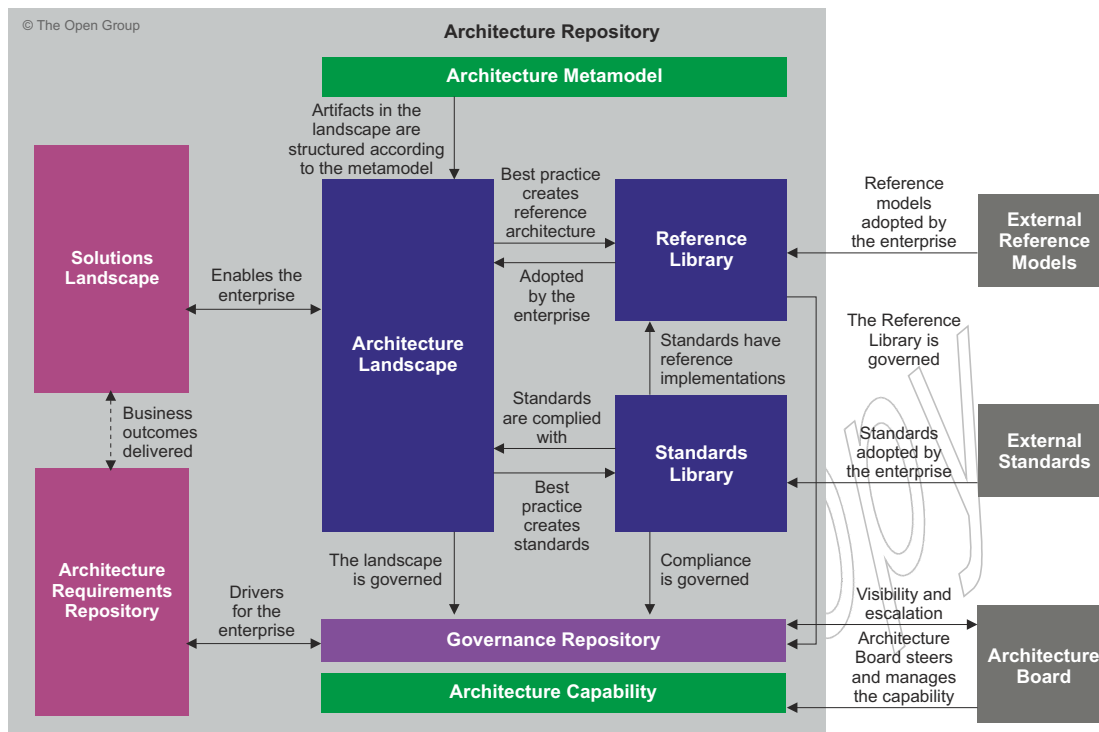 © The Open Group
Architecture Repository
Architecture Metamodel
Artifacts in the
landscape are
structured according
to the metamodel
Best practice
creates
reference
architecture
Reference
models
adopted by
the enterprise
External
Reference
Models
Solutions
Landscape
Reference
Library
Enables the
enterprise
Adopted
by the
enterprise
Architecture
Landscape
The Reference
Library is
governed
Standards have
reference
implementations
Business
outcomes
delivered
Standards
are complied
with
Standards
Library
Standards
adopted by
the enterprise
External
Standards
Best
practice
creates
standards
Architecture
Requirements
Repository
The landscape
is governed
Compliance
is governed
Drivers
for the
enterprise
Governance Repository
Visibility and
escalation
Architecture
Board steers
and manages
the capability
Architecture
Board
Architecture Capability